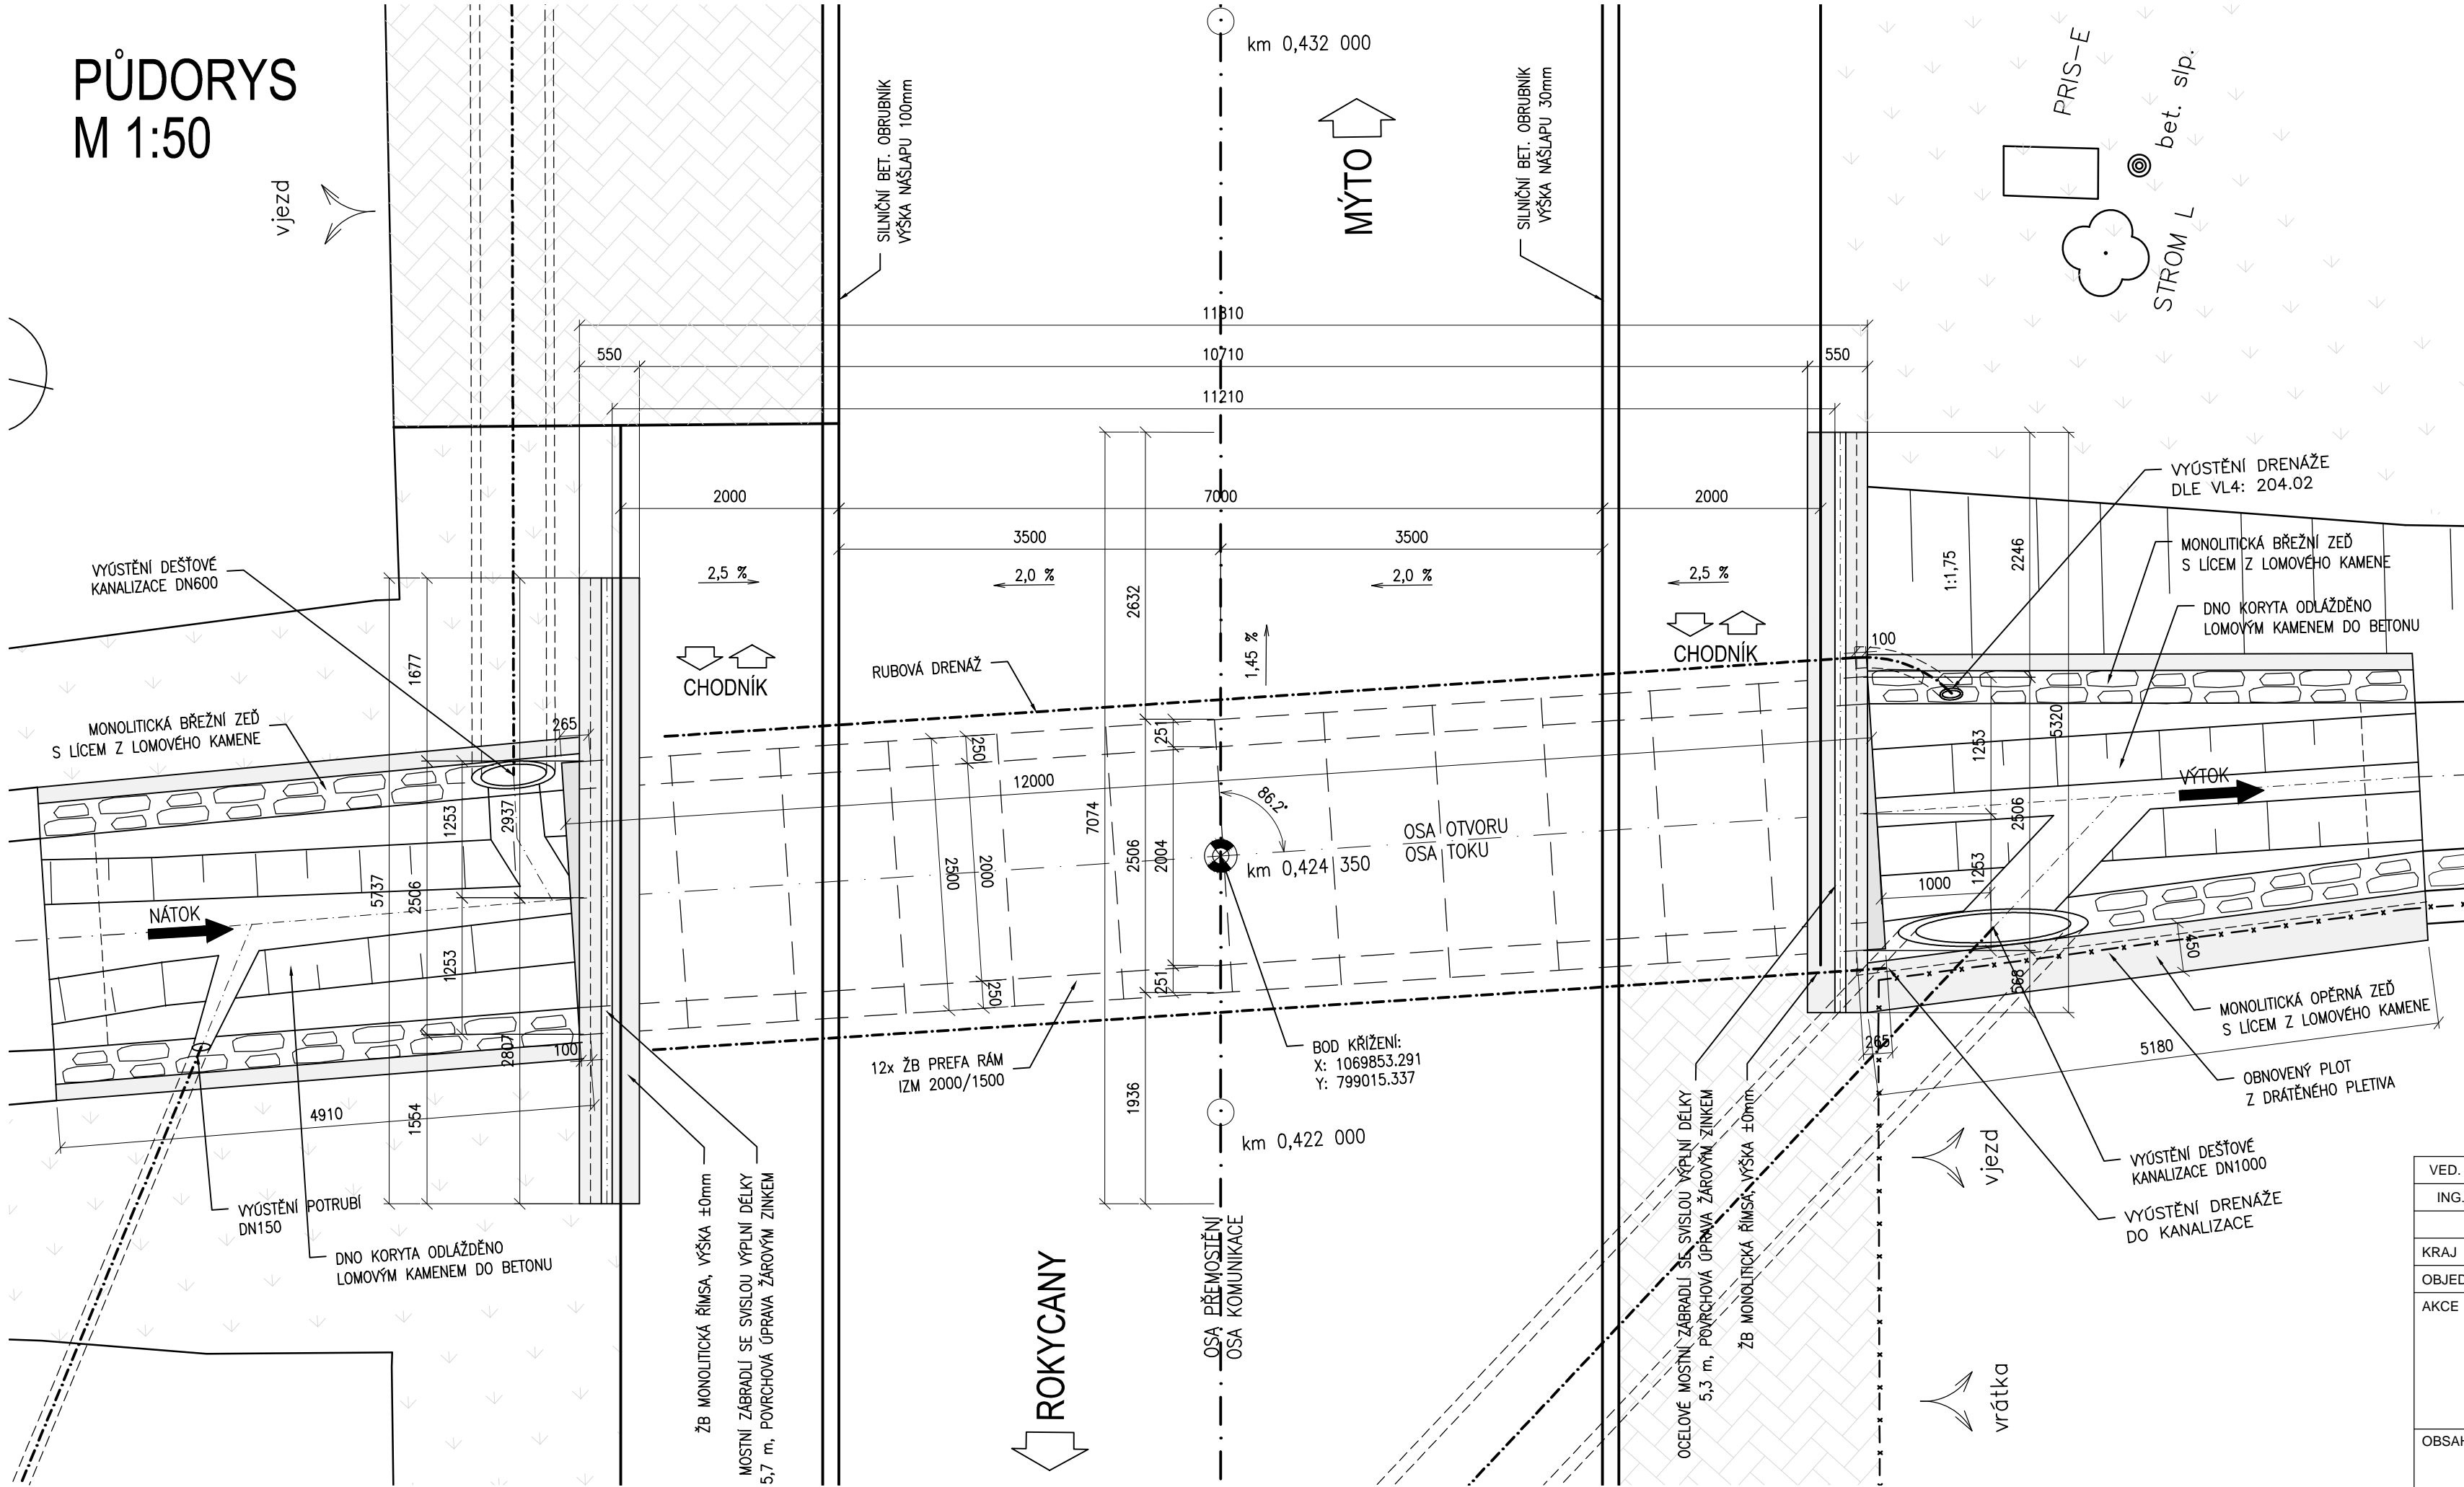 PŮDORYS
M 1:50
vjezd
SILNIČNÍ BET. OBRUBNÍK
VÝŠKA NÁŠLAPU 100mm
km 0,432 000
MÝTO
SILNIČNÍ BET. OBRUBNÍK
VÝŠKA NÁŠLAPU 30mm
PRIS-E
bet. slp.
STROM L
11810
550
10710
550
11210
2000
7000
2000
3500
3500
2,5 %
2,0 %
2,0 %
2,5 %
VYÚSTĚNÍ DEŠŤOVÉ
KANALIZACE DN600
MONOLITICKÁ BŘEŽNÍ ZEĎ
S LÍCEM Z LOMOVÉHO KAMENE
1677
265
CHODNÍK
RUBOVÁ DRENÁŽ
2632
1,45 %
CHODNÍK
100
1:1,75
2246
VYÚSTĚNÍ DRENÁŽE
DLE VL4: 204.02
MONOLITICKÁ BŘEŽNÍ ZEĎ
S LÍCEM Z LOMOVÉHO KAMENE
DNO KORYTA ODLÁŽDĚNO
LOMOVÝM KAMENEM DO BETONU
5320
1253
2506
1253
VÝTOK
1000
568
450
1253
2937
5737
2506
1253
2807
1554
NÁTOK
100
4910
250
12000
2500
2000
250
7074
2506
2004
251
251
86.2°
OSA OTVORU
OSA TOKU
km 0,424 350
1936
12x ŽB PREFA RÁM
IZM 2000/1500
BOD KŘÍŽENÍ:
X: 1069853.291
Y: 799015.337
km 0,422 000
265
5180
MONOLITICKÁ OPĚRNÁ ZEĎ
S LÍCEM Z LOMOVÉHO KAMENE
OBNOVENÝ PLOT
Z DRÁTĚNÉHO PLETIVA
VYÚSTĚNÍ DEŠŤOVÉ
KANALIZACE DN1000
VYÚSTĚNÍ DRENÁŽE
DO KANALIZACE
VYÚSTĚNÍ POTRUBÍ
DN150
DNO KORYTA ODLÁŽDĚNO
LOMOVÝM KAMENEM DO BETONU
ŽB MONOLITICKÁ ŘÍMSA, VÝŠKA ±0mm
MOSTNÍ ZÁBRADLÍ SE SVISLOU VÝPLNÍ DÉLKY
5,7 m, POVRCHOVÁ ÚPRAVA ŽÁROVÝM ZINKEM
ROKYCANY
OSA PŘEMOSTĚNÍ
OSA KOMUNIKACE
OCELOVÉ MOSTNÍ ZÁBRADLÍ SE SVISLOU VÝPLNÍ DÉLKY
5,3 m, POVRCHOVÁ ÚPRAVA ŽÁROVÝM ZINKEM
ŽB MONOLITICKÁ ŘÍMSA, VÝŠKA ±0mm
vjezd
vrátka
VED.
ING.
KRAJ
OBJED
AKCE
OBSAH